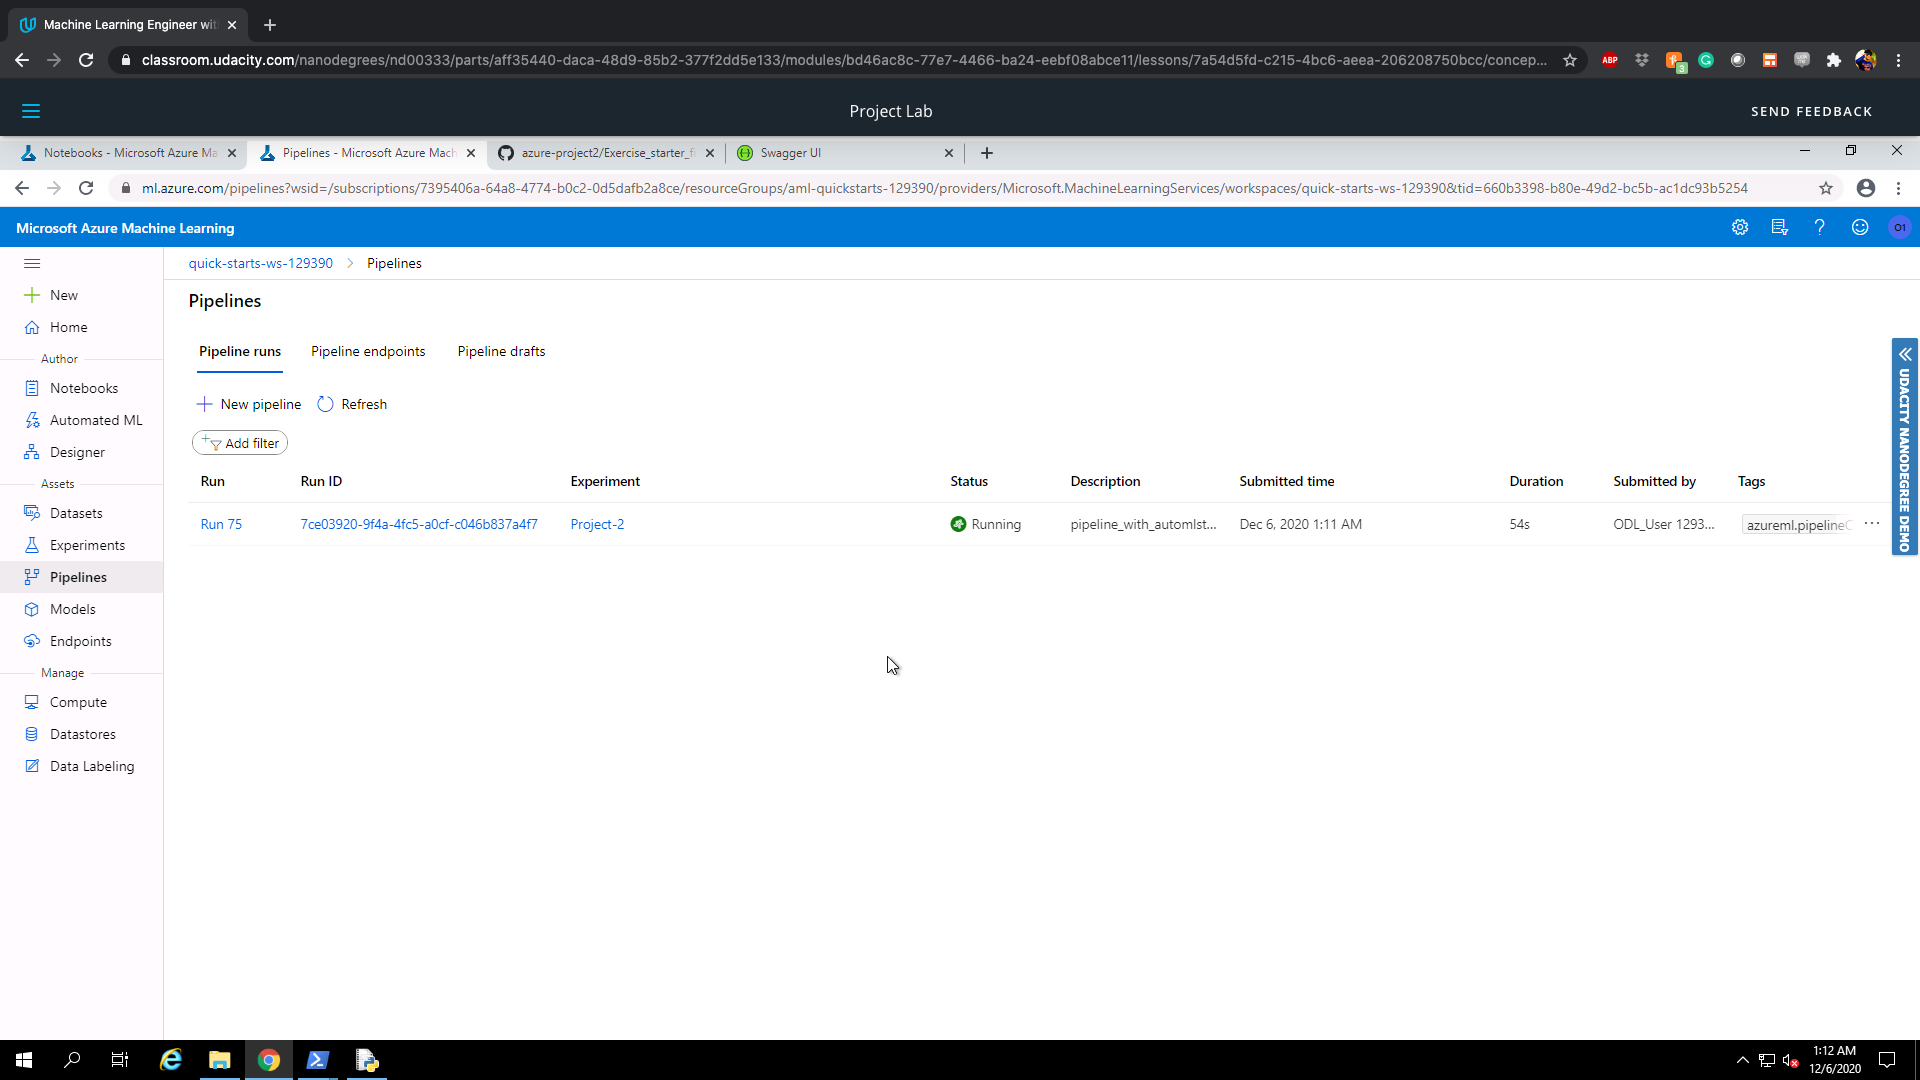 Machine Learning Engineer wit
classroom.udacity.com/nanodegrees/nd00333/parts/aff35440-daca-48d9-85b2-377f2dd5e133/modules/bd46ac8c-77e7-4466-ba24-eebf08abce11/lessons/7a54d5fd-c215-4bc6-aeea-206208750bcc/concep...
ABP
3
Project Lab
SEND FEEDBACK
Notebooks - Microsoft Azure Ma
Pipelines - Microsoft Azure Mach
azure-project2/Exercise_starter_fi
Swagger UI
ml.azure.com/pipelines?wsid=/subscriptions/7395406a-64a8-4774-b0c2-0d5dafb2a8ce/resourceGroups/aml-quickstarts-129390/providers/Microsoft.MachineLearningServices/workspaces/quick-starts-ws-129390&tid=660b3398-b80e-49d2-bc5b-ac1dc93b5254
Microsoft Azure Machine Learning
O1
quick-starts-ws-129390 > Pipelines
New
Home
Author
Notebooks
Automated ML
Designer
Assets
Datasets
Experiments
Pipelines
Models
Endpoints
Manage
Compute
Datastores
Data Labeling
Pipelines
Pipeline runs Pipeline endpoints Pipeline drafts
New pipeline Refresh
Add filter
Run Run ID Experiment Status Description Submitted time Duration Submitted by Tags
Run 75 7ce03920-9f4a-4fc5-a0cf-c046b837a4f7 Project-2 Running pipeline_with_automlst... Dec 6, 2020 1:11 AM 54s ODL_User 1293... azureml.pipelineC ...
UDACITY NANODEGREE DEMO
1:12 AM
12/6/2020